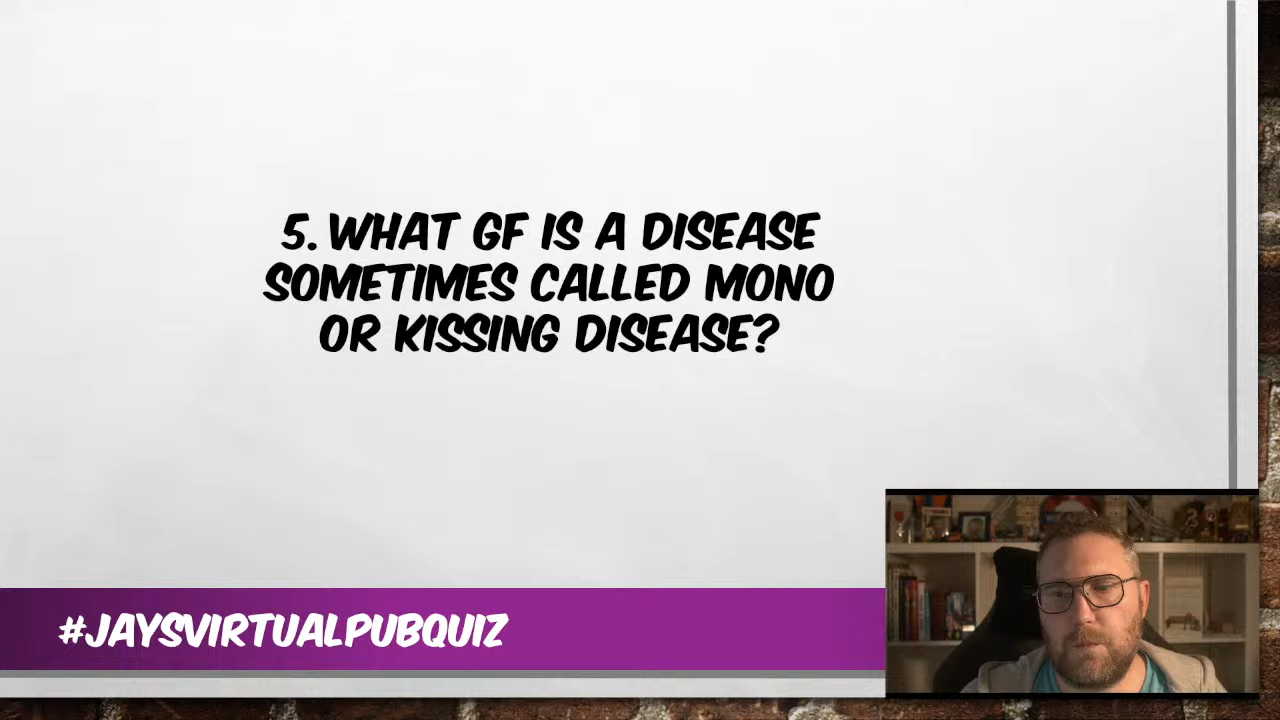 5. WHAT GF IS A DISEASE
SOMETIMES CALLED MONO
OR KISSING DISEASE?
#JAYSVIRTUALPUBQUIZ